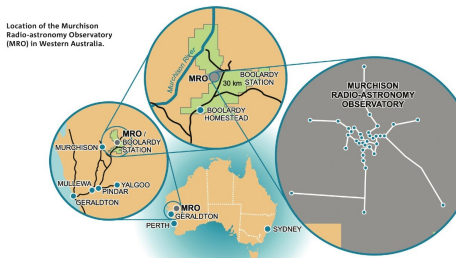 Location of the Murchison
Radio-astronomy Observatory
(MRO) in Western Australia.
Murchison River
MRO
30 km
BOOLARDY
STATION
BOOLARDY
HOMESTEAD
MURCHISON
RADIO-ASTRONOMY
OBSERVATORY
MRO /
BOOLARDY
STATION
MURCHISON
MULLEWA
YALGOO
PINDAR
GERALDTON
MRO
GERALDTON
PERTH
SYDNEY